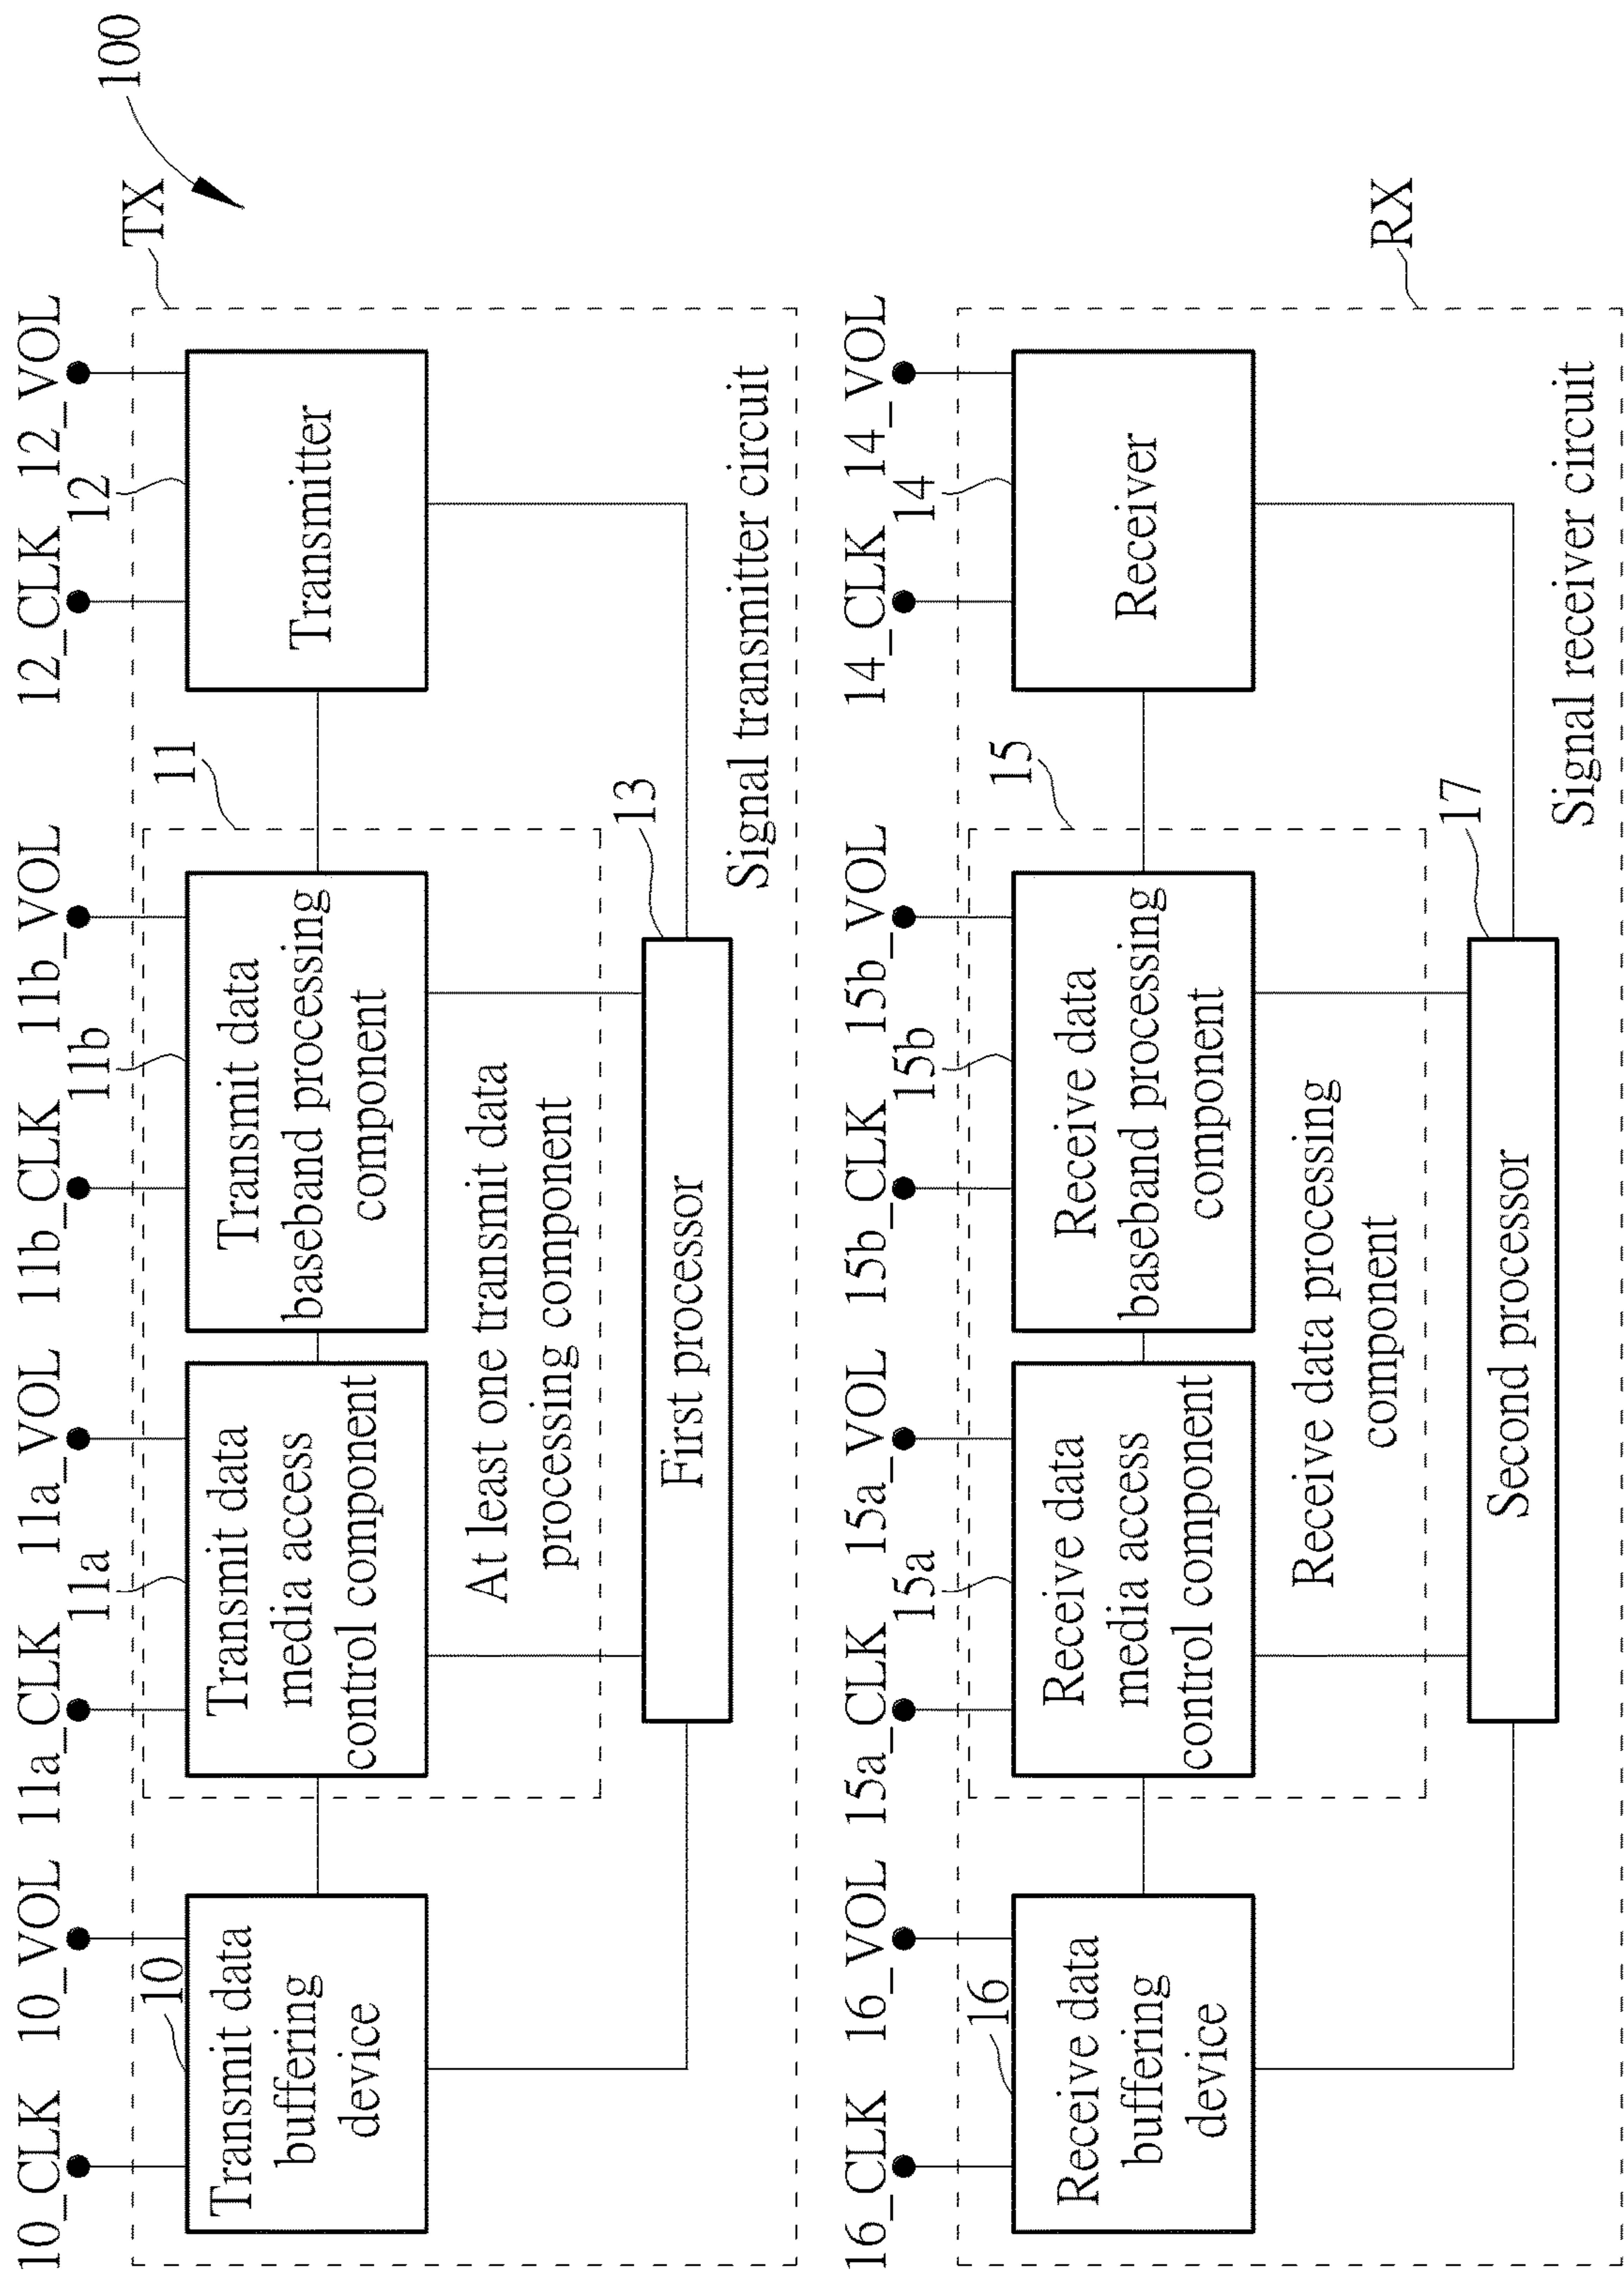 100
TX
10_CLK
10_VOL
11a_CLK
11a_VOL
11b_CLK
11b_VOL
12_CLK
12_VOL
10
11a
11b
11
12
Transmit data
buffering
device
Transmit data
media access
control component
Transmit data
baseband processing
component
Transmitter
At least one transmit data
processing component
13
First processor
Signal transmitter circuit
RX
16_CLK
16_VOL
15a_CLK
15a_VOL
15b_CLK
15b_VOL
14_CLK
14_VOL
16
15a
15b
15
14
Receive data
buffering
device
Receive data
media access
control component
Receive data
baseband processing
component
Receiver
Receive data processing
component
17
Second processor
Signal receiver circuit